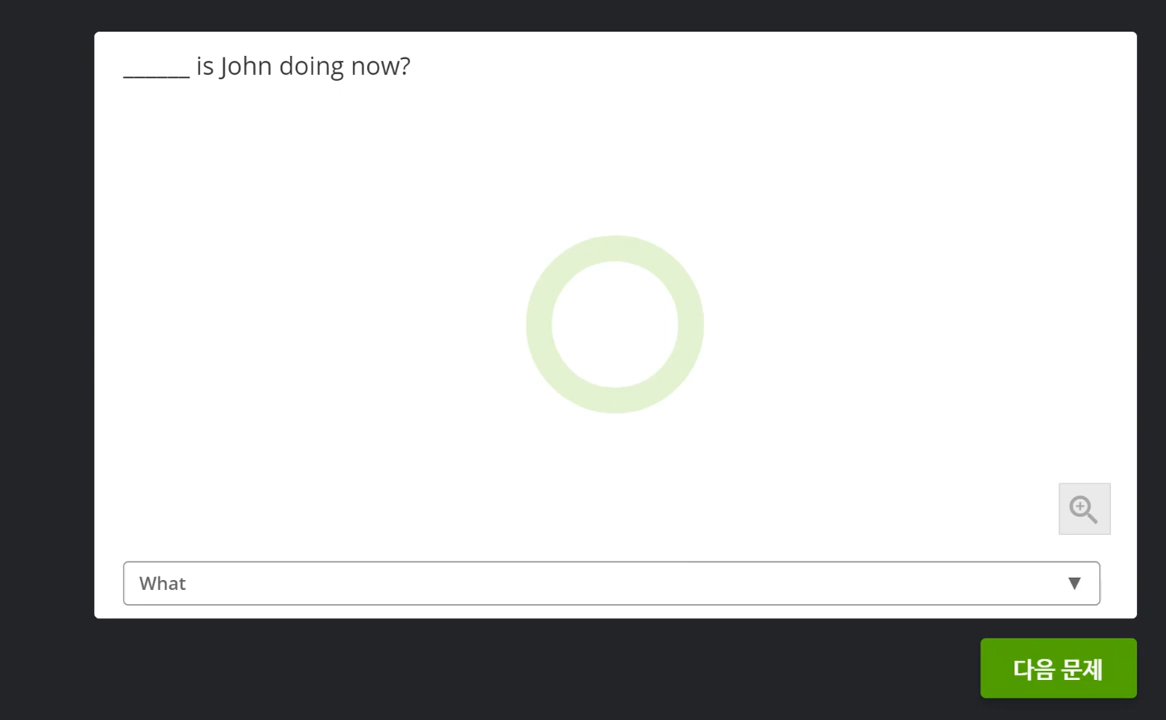 ______ is John doing now?
What
다음 문제